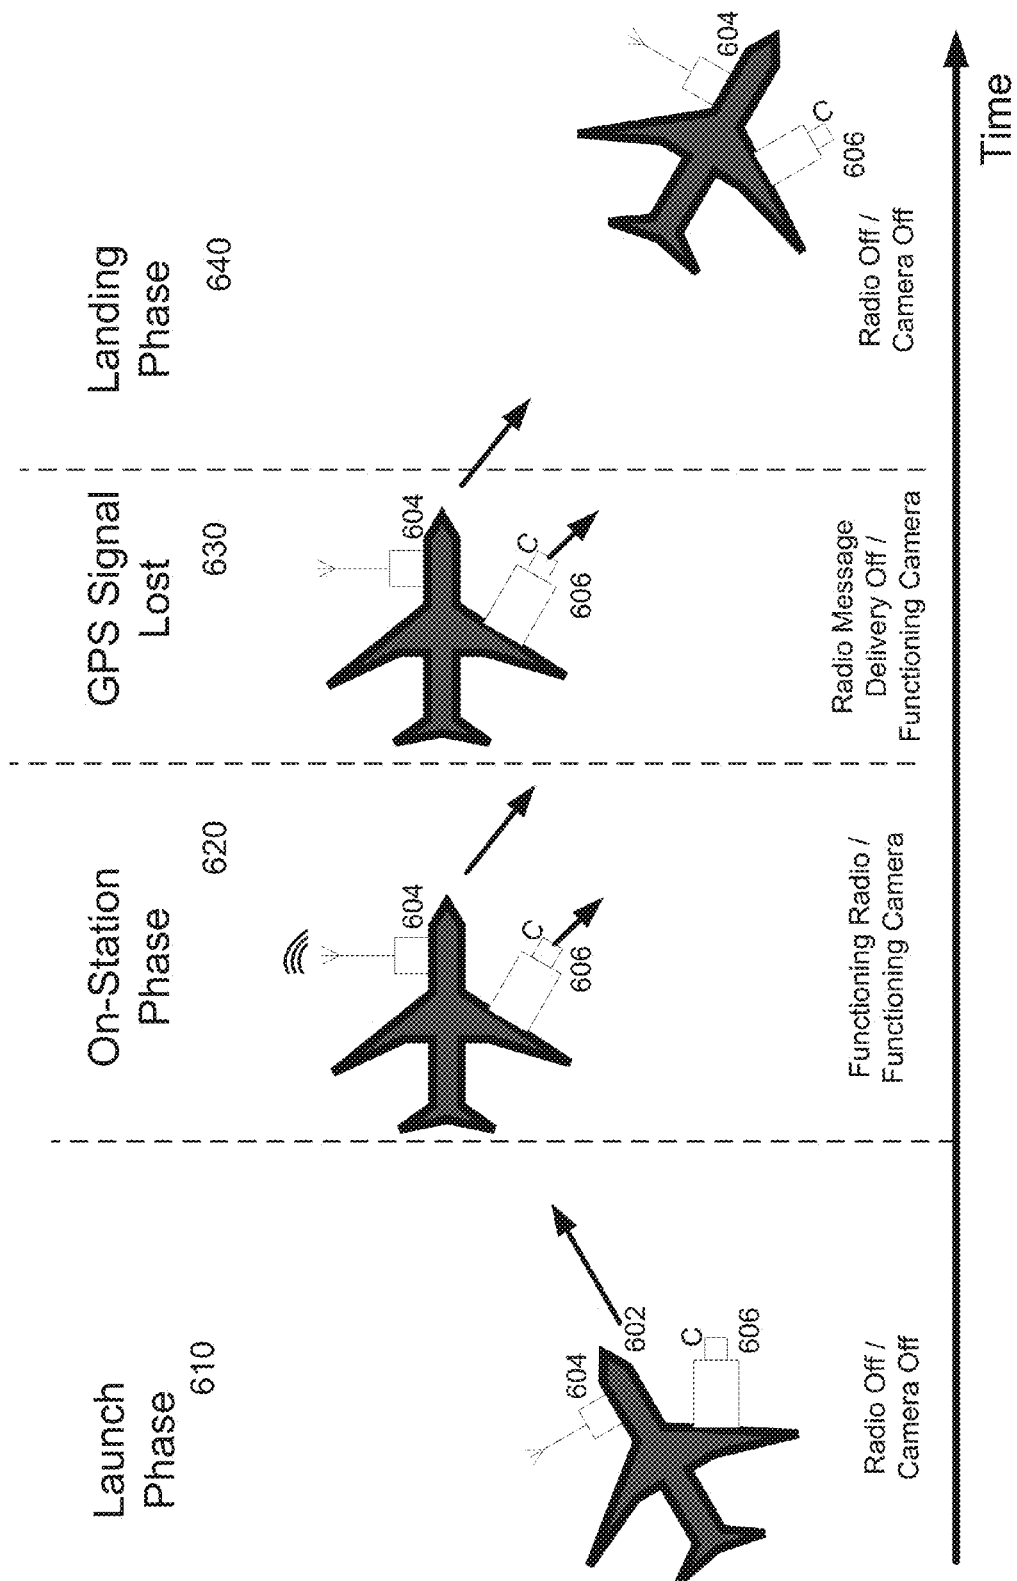 Launch
Phase
610
604
602
C
606
Radio Off /
Camera Off
On-Station
Phase
620
604
C
606
Functioning Radio /
Functioning Camera
GPS Signal
Lost
630
604
C
606
Radio Message
Delivery Off /
Functioning Camera
Landing
Phase
640
604
C
606
Radio Off /
Camera Off
Time